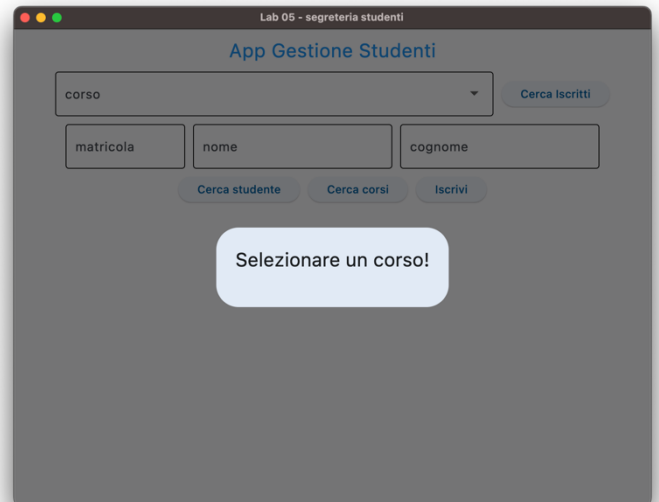 Lab 05 - segreteria studenti
App Gestione Studenti
corso
Cerca Iscritti
matricola
nome
cognome
Cerca studente
Cerca corsi
Iscrivi
Selezionare un corso!